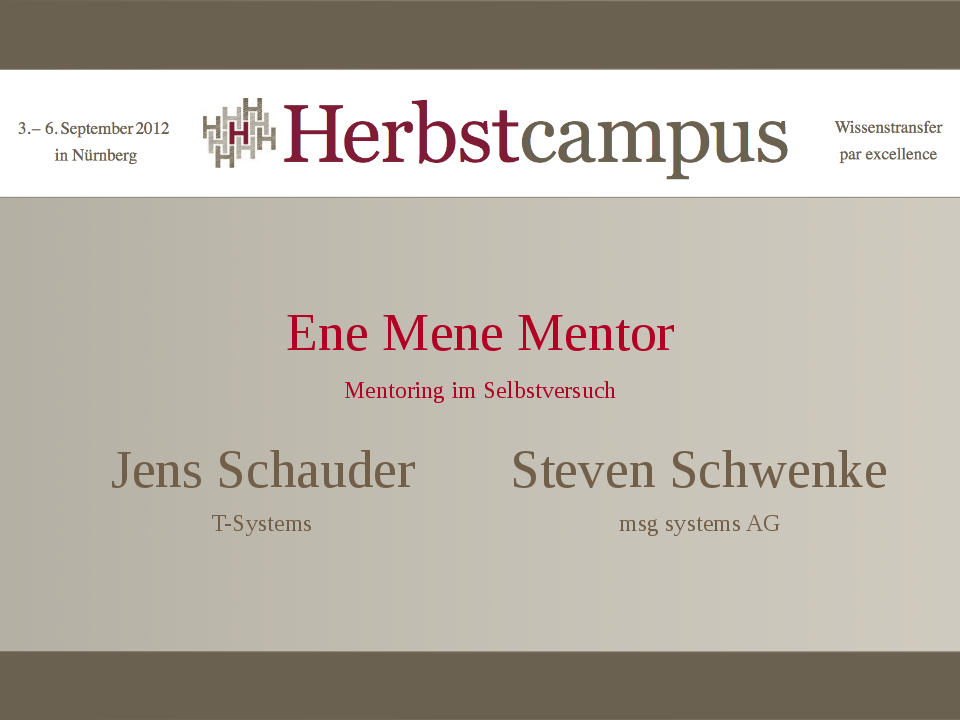 3.– 6. September 2012
in Nürnberg
Herbstcampus
Wissenstransfer
par excellence
Ene Mene Mentor
Mentoring im Selbstversuch
Jens Schauder
T-Systems
Steven Schwenke
msg systems AG